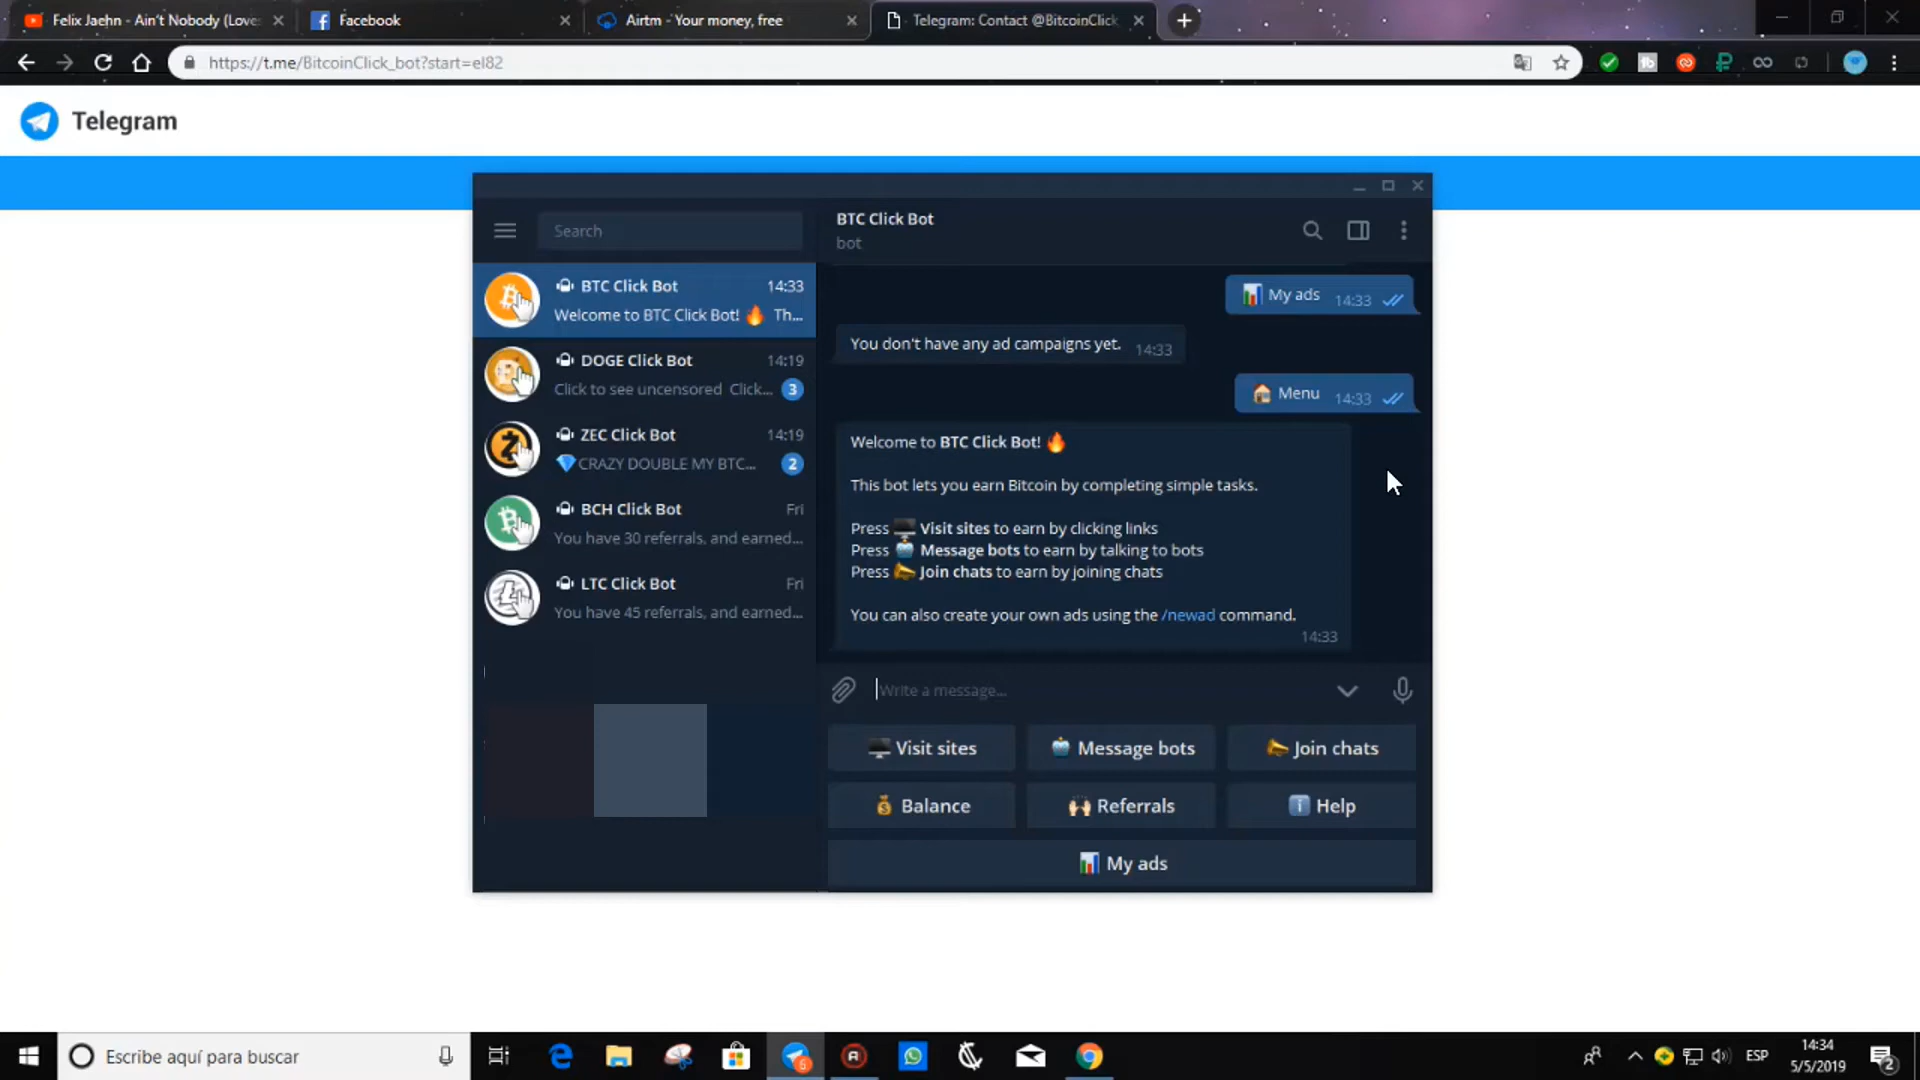 Felix Jaehn - Ain't Nobody (Love
Facebook
Airtm - Your money, free
Telegram: Contact @BitcoinClick
https://t.me/BitcoinClick_bot?start=el82
Telegram
Search
BTC Click Bot
bot
BTC Click Bot 14:33
Welcome to BTC Click Bot! 🔥 Th...
DOGE Click Bot 14:19
Click to see uncensored Click... 3
ZEC Click Bot 14:19
💎CRAZY DOUBLE MY BTC... 2
BCH Click Bot Fri
You have 30 referrals, and earned...
LTC Click Bot Fri
You have 45 referrals, and earned...
📊 My ads 14:33
You don't have any ad campaigns yet. 14:33
🏠 Menu 14:33
Welcome to BTC Click Bot! 🔥
This bot lets you earn Bitcoin by completing simple tasks.
Press 🖥 Visit sites to earn by clicking links
Press 🤖 Message bots to earn by talking to bots
Press 📣 Join chats to earn by joining chats
You can also create your own ads using the /newad command.
14:33
Write a message...
🖥 Visit sites
🤖 Message bots
📣 Join chats
💰 Balance
🙌🏻 Referrals
ℹ️ Help
📊 My ads
Escribe aquí para buscar
ESP
14:34
5/5/2019
2